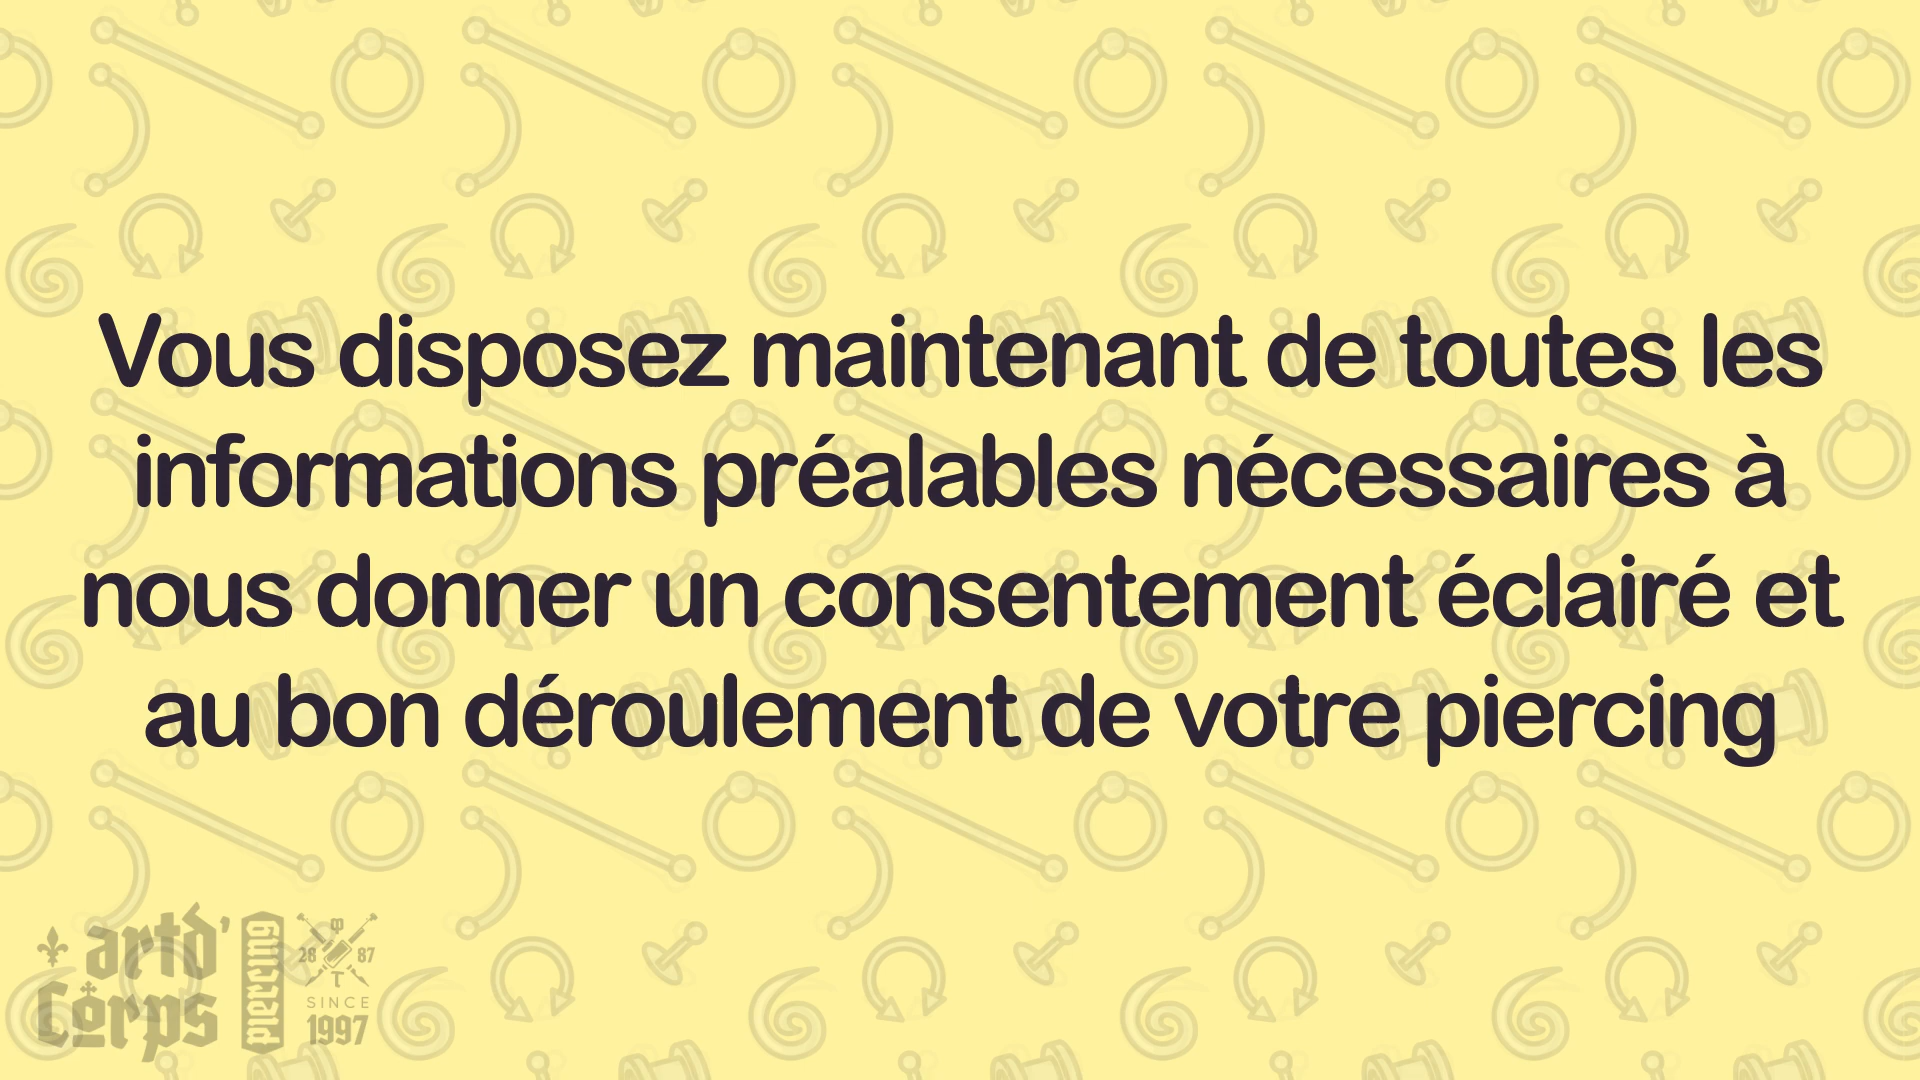 Vous disposez maintenant de toutes les
informations préalables nécessaires à
nous donner un consentement éclairé et
au bon déroulement de votre piercing
artd'
Corps
piercing
28 87
T
SINCE
1997